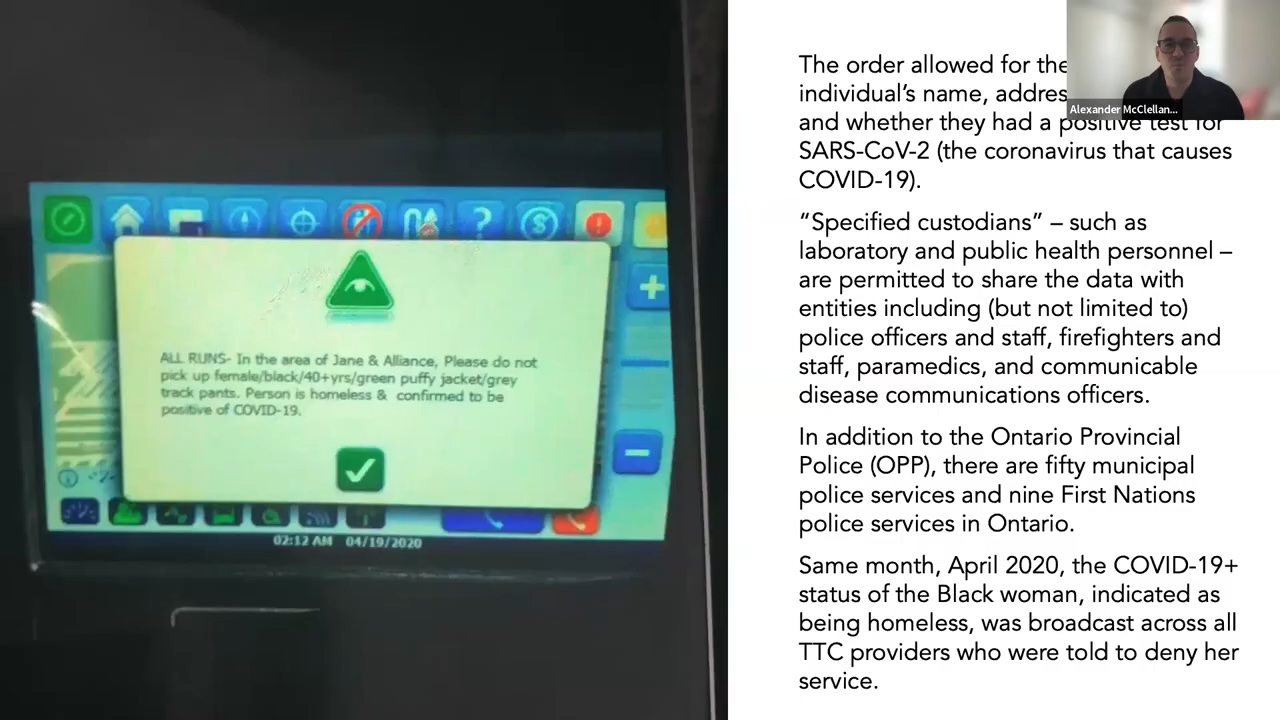 ALL RUNS- In the area of Jane & Alliance, Please do not
pick up female/black/40+yrs/green puffy jacket/grey
track pants. Person is homeless & confirmed to be
positive of COVID-19.
02:12 AM 04/19/2020
The order allowed for the
individual’s name, addres
and whether they had a positive test for
SARS-CoV-2 (the coronavirus that causes
COVID-19).
“Specified custodians” – such as
laboratory and public health personnel –
are permitted to share the data with
entities including (but not limited to)
police officers and staff, firefighters and
staff, paramedics, and communicable
disease communications officers.
In addition to the Ontario Provincial
Police (OPP), there are fifty municipal
police services and nine First Nations
police services in Ontario.
Same month, April 2020, the COVID-19+
status of the Black woman, indicated as
being homeless, was broadcast across all
TTC providers who were told to deny her
service.
Alexander McClellan...